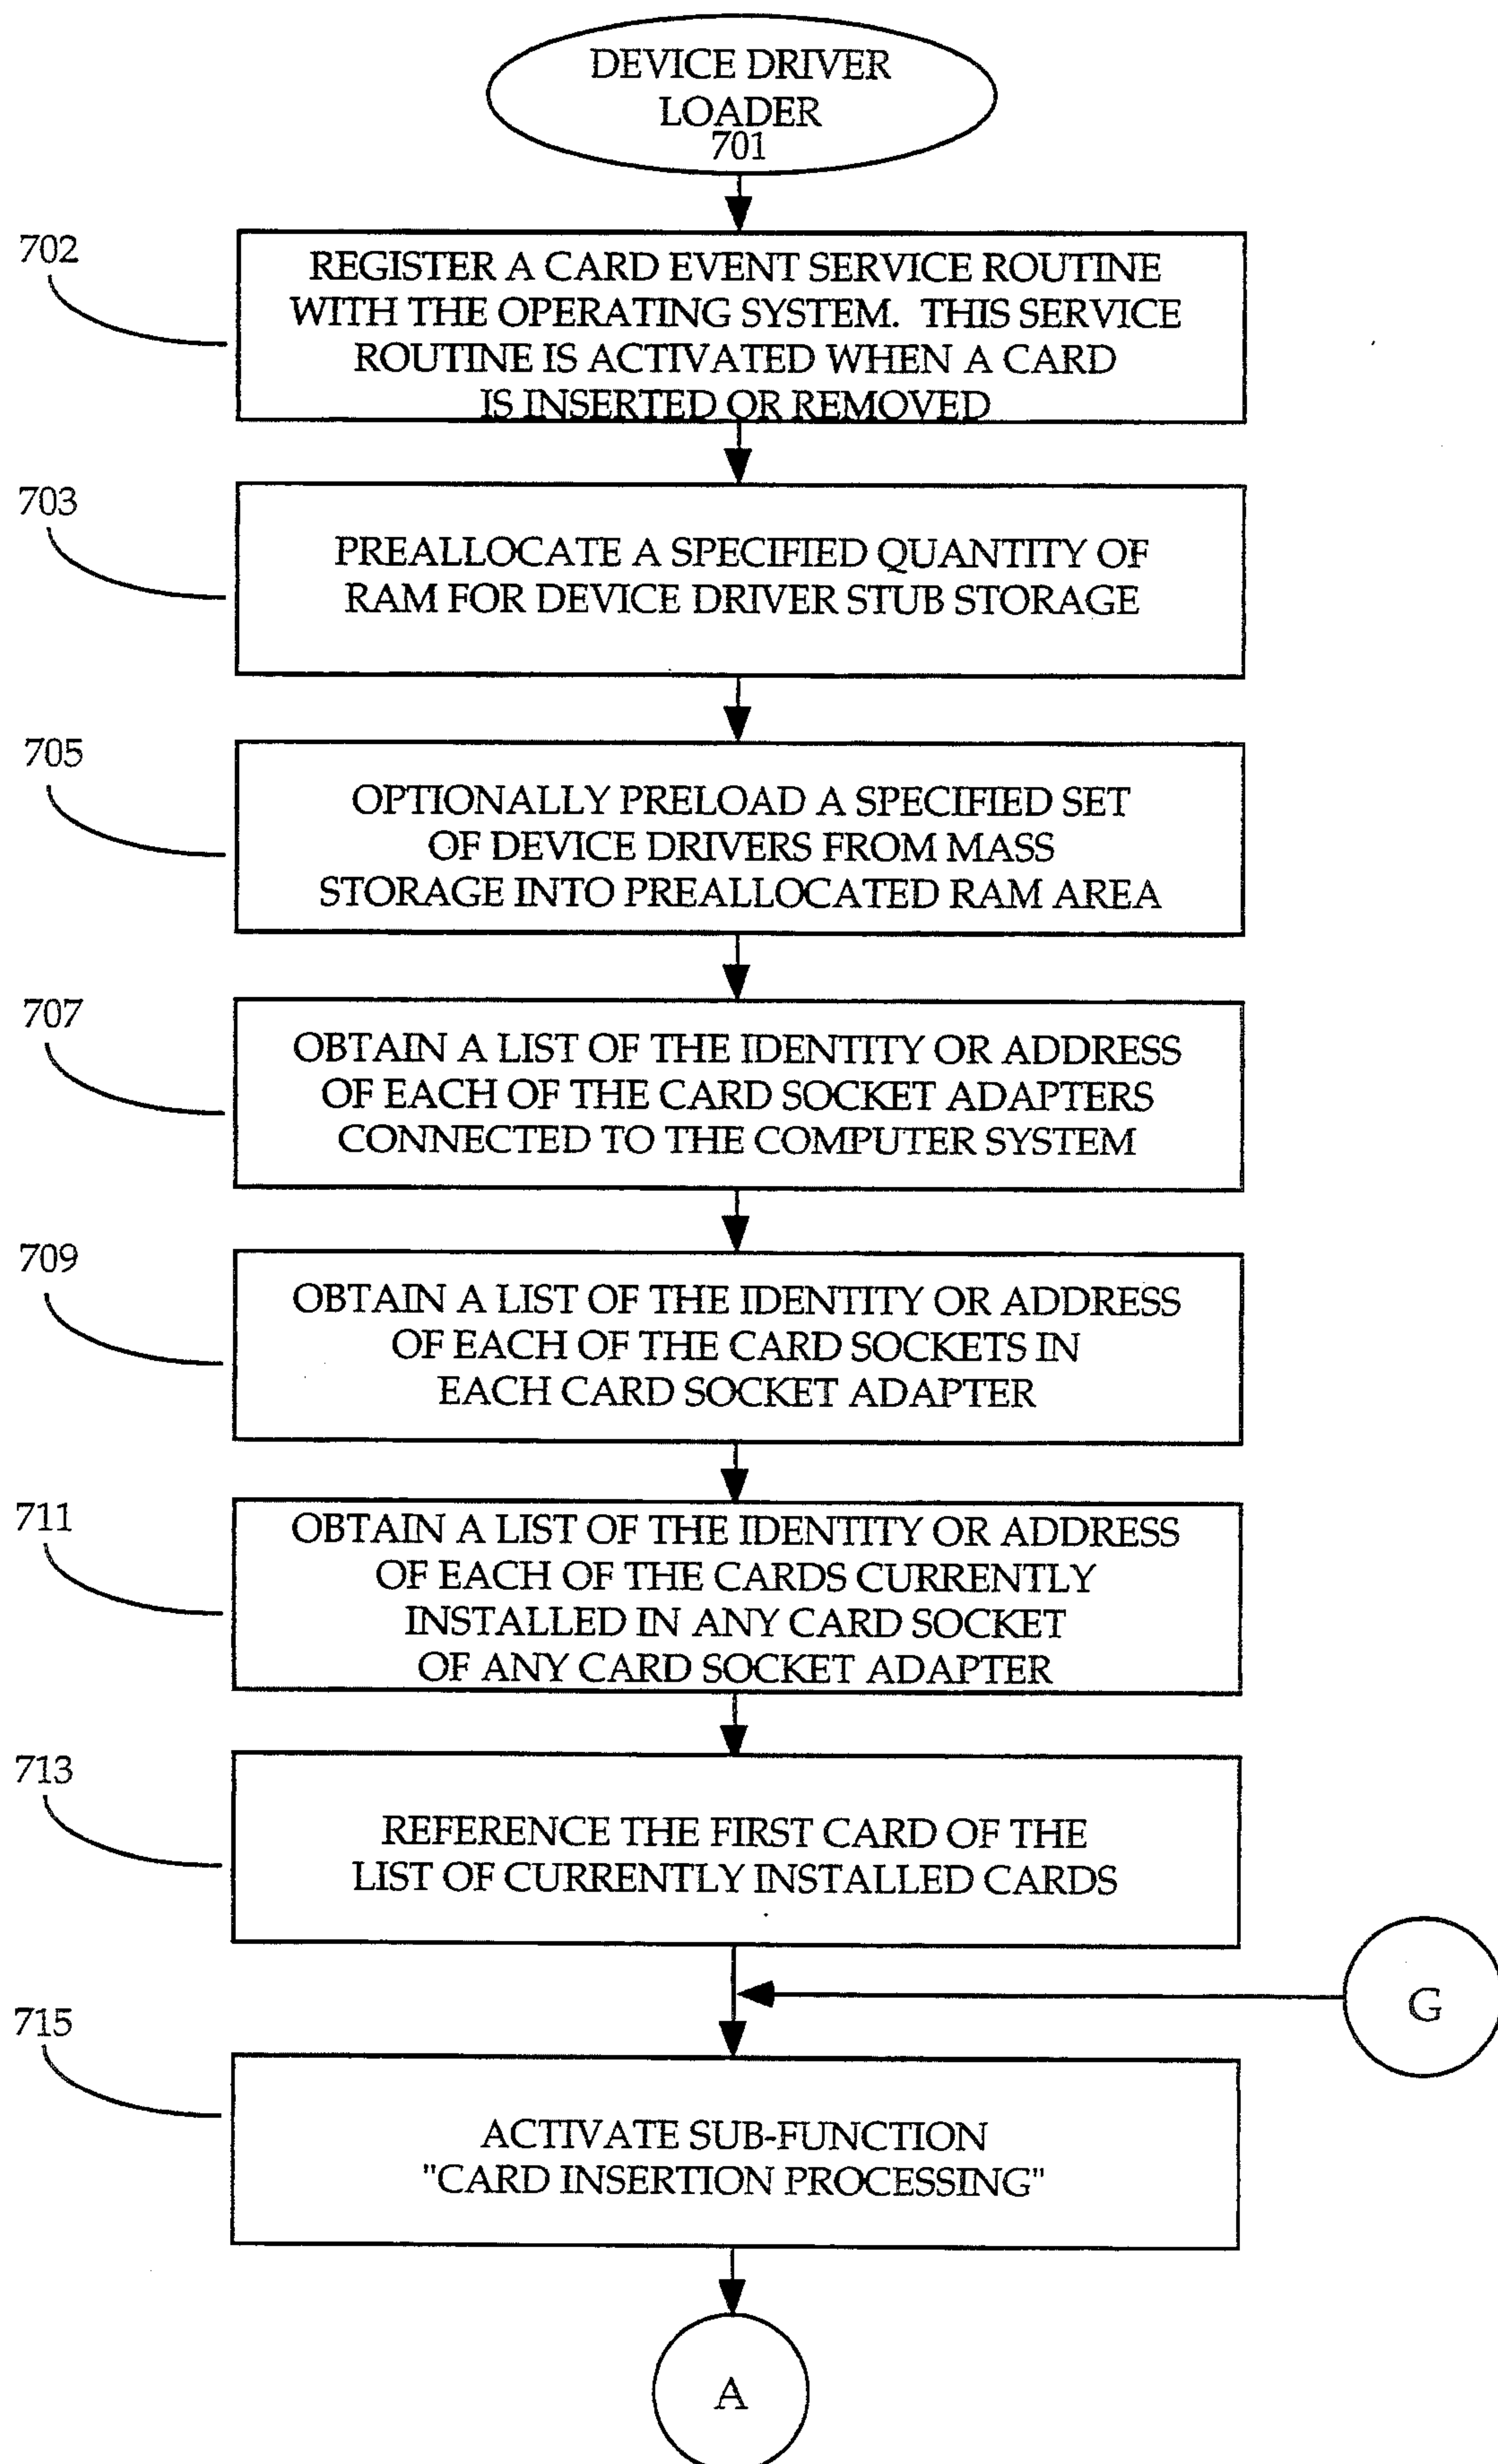 DEVICE DRIVER
LOADER
701
702
REGISTER A CARD EVENT SERVICE ROUTINE
WITH THE OPERATING SYSTEM. THIS SERVICE
ROUTINE IS ACTIVATED WHEN A CARD
IS INSERTED OR REMOVED
703
PREALLOCATE A SPECIFIED QUANTITY OF
RAM FOR DEVICE DRIVER STUB STORAGE
705
OPTIONALLY PRELOAD A SPECIFIED SET
OF DEVICE DRIVERS FROM MASS
STORAGE INTO PREALLOCATED RAM AREA
707
OBTAIN A LIST OF THE IDENTITY OR ADDRESS
OF EACH OF THE CARD SOCKET ADAPTERS
CONNECTED TO THE COMPUTER SYSTEM
709
OBTAIN A LIST OF THE IDENTITY OR ADDRESS
OF EACH OF THE CARD SOCKETS IN
EACH CARD SOCKET ADAPTER
711
OBTAIN A LIST OF THE IDENTITY OR ADDRESS
OF EACH OF THE CARDS CURRENTLY
INSTALLED IN ANY CARD SOCKET
OF ANY CARD SOCKET ADAPTER
713
REFERENCE THE FIRST CARD OF THE
LIST OF CURRENTLY INSTALLED CARDS
G
715
ACTIVATE SUB-FUNCTION
"CARD INSERTION PROCESSING"
A